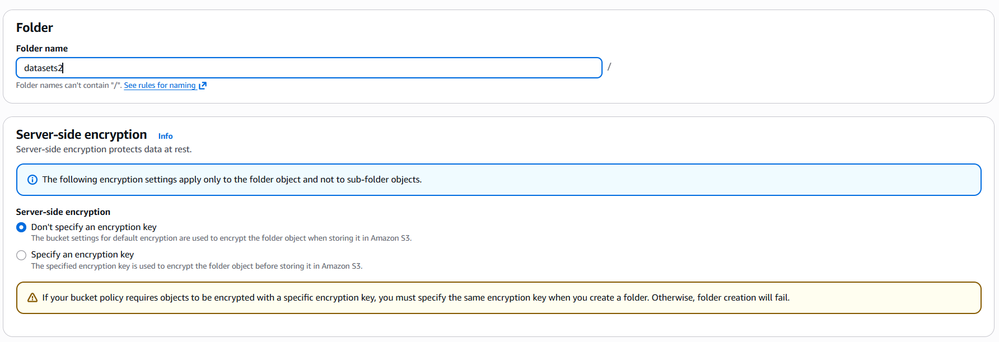 Folder
Folder name
datasets2
/
Folder names can't contain "/". See rules for naming
Server-side encryption Info
Server-side encryption protects data at rest.
The following encryption settings apply only to the folder object and not to sub-folder objects.
Server-side encryption
Don't specify an encryption key
The bucket settings for default encryption are used to encrypt the folder object when storing it in Amazon S3.
Specify an encryption key
The specified encryption key is used to encrypt the folder object before storing it in Amazon S3.
If your bucket policy requires objects to be encrypted with a specific encryption key, you must specify the same encryption key when you create a folder. Otherwise, folder creation will fail.